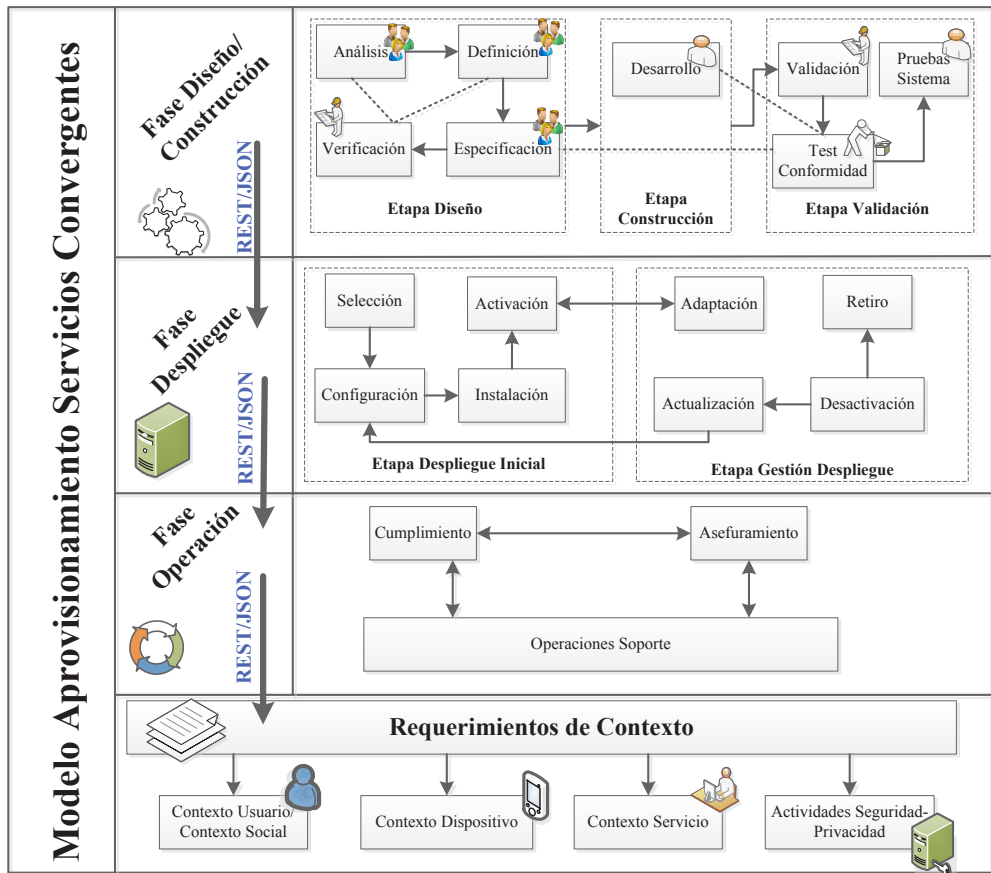 Modelo Aprovisionamiento Servicios Convergentes
Fase Diseño/
Construcción
REST/JSON
Análisis
Definición
Verificación
Especificación
Etapa Diseño
Desarrollo
Etapa
Construcción
Validación
Pruebas
Sistema
Test
Conformidad
Etapa Validación
Fase
Despliegue
REST/JSON
Selección
Activación
Configuración
Instalación
Etapa Despliegue Inicial
Adaptación
Retiro
Actualización
Desactivación
Etapa Gestión Despliegue
Fase
Operación
REST/JSON
Cumplimiento
Asefuramiento
Operaciones Soporte
Requerimientos de Contexto
Contexto Usuario/
Contexto Social
Contexto Dispositivo
Contexto Servicio
Actividades Seguridad-
Privacidad